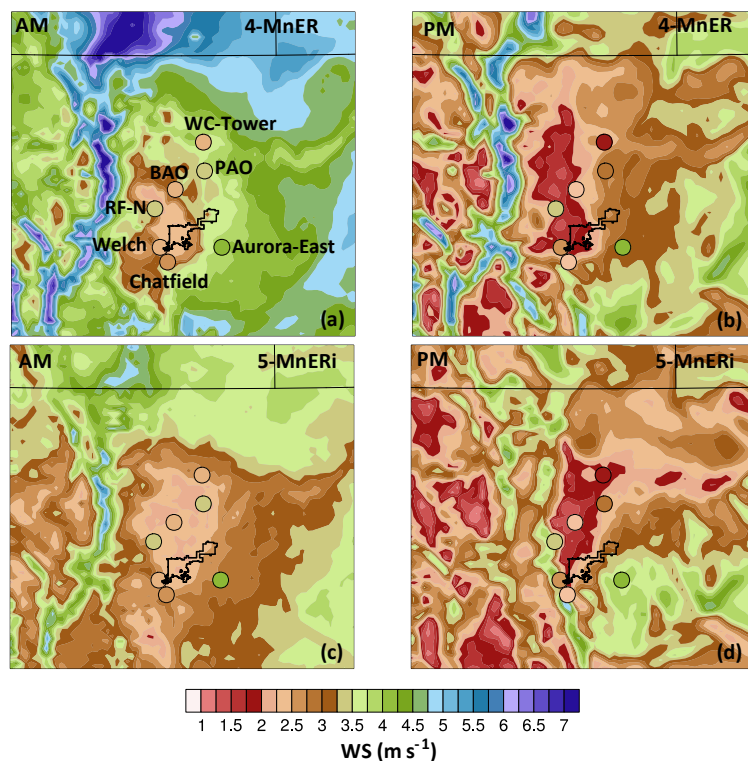 AM 4-MnER
WC-Tower
PAO
BAO
RF-N
Welch
Aurora-East
Chatfield
(a)
PM 4-MnER
(b)
AM 5-MnERi
(c)
PM 5-MnERi
(d)
1 1.5 2 2.5 3 3.5 4 4.5 5 5.5 6 6.5 7
WS (m s⁻¹)